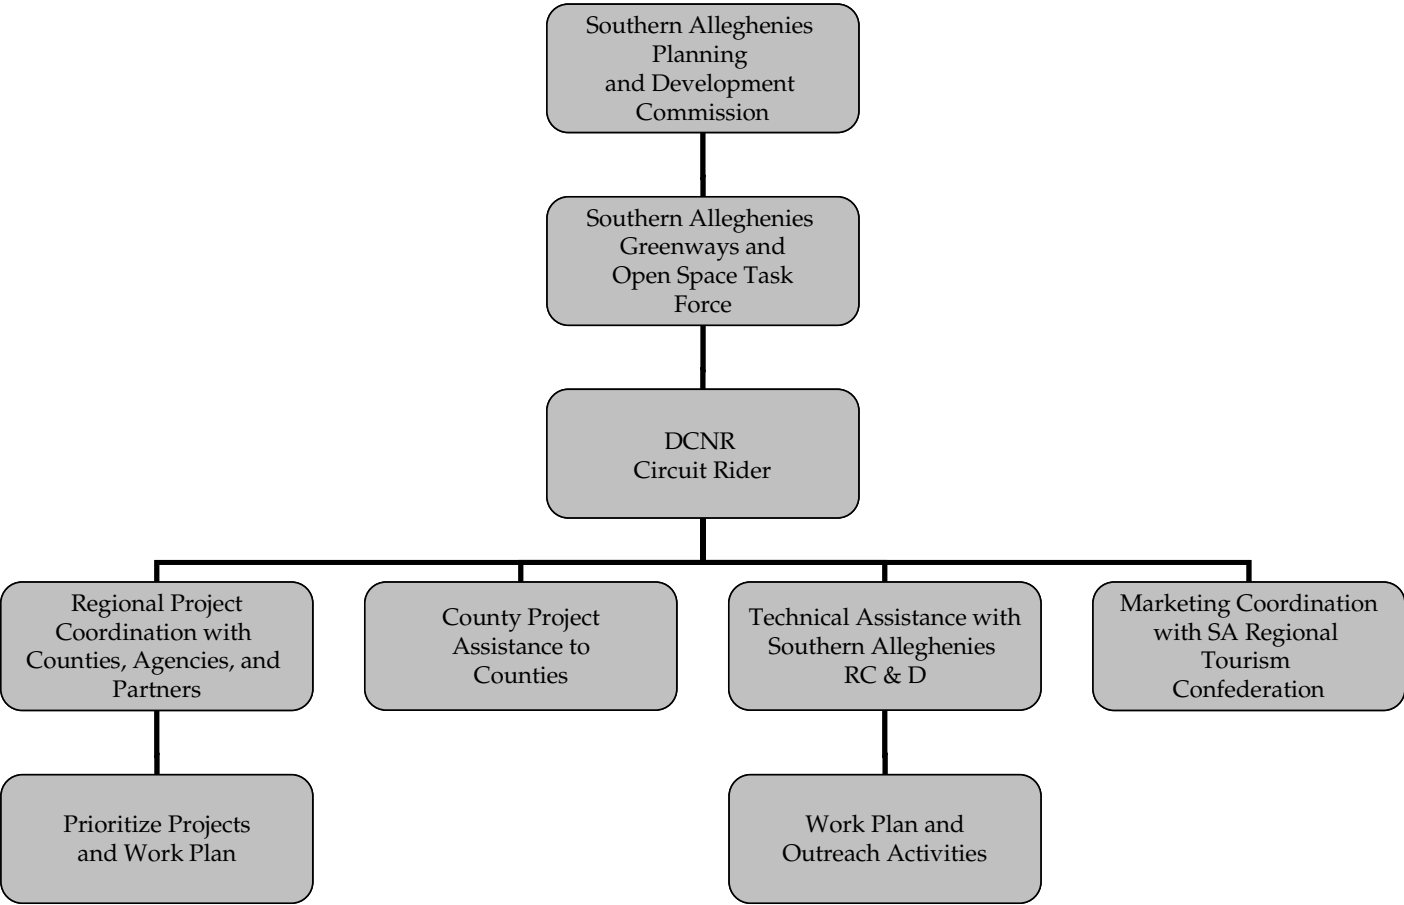 Southern Alleghenies
Planning
and Development
Commission
Southern Alleghenies
Greenways and
Open Space Task
Force
DCNR
Circuit Rider
Regional Project
Coordination with
Counties, Agencies, and
Partners
County Project
Assistance to
Counties
Technical Assistance with
Southern Alleghenies
RC & D
Marketing Coordination
with SA Regional
Tourism
Confederation
Prioritize Projects
and Work Plan
Work Plan and
Outreach Activities